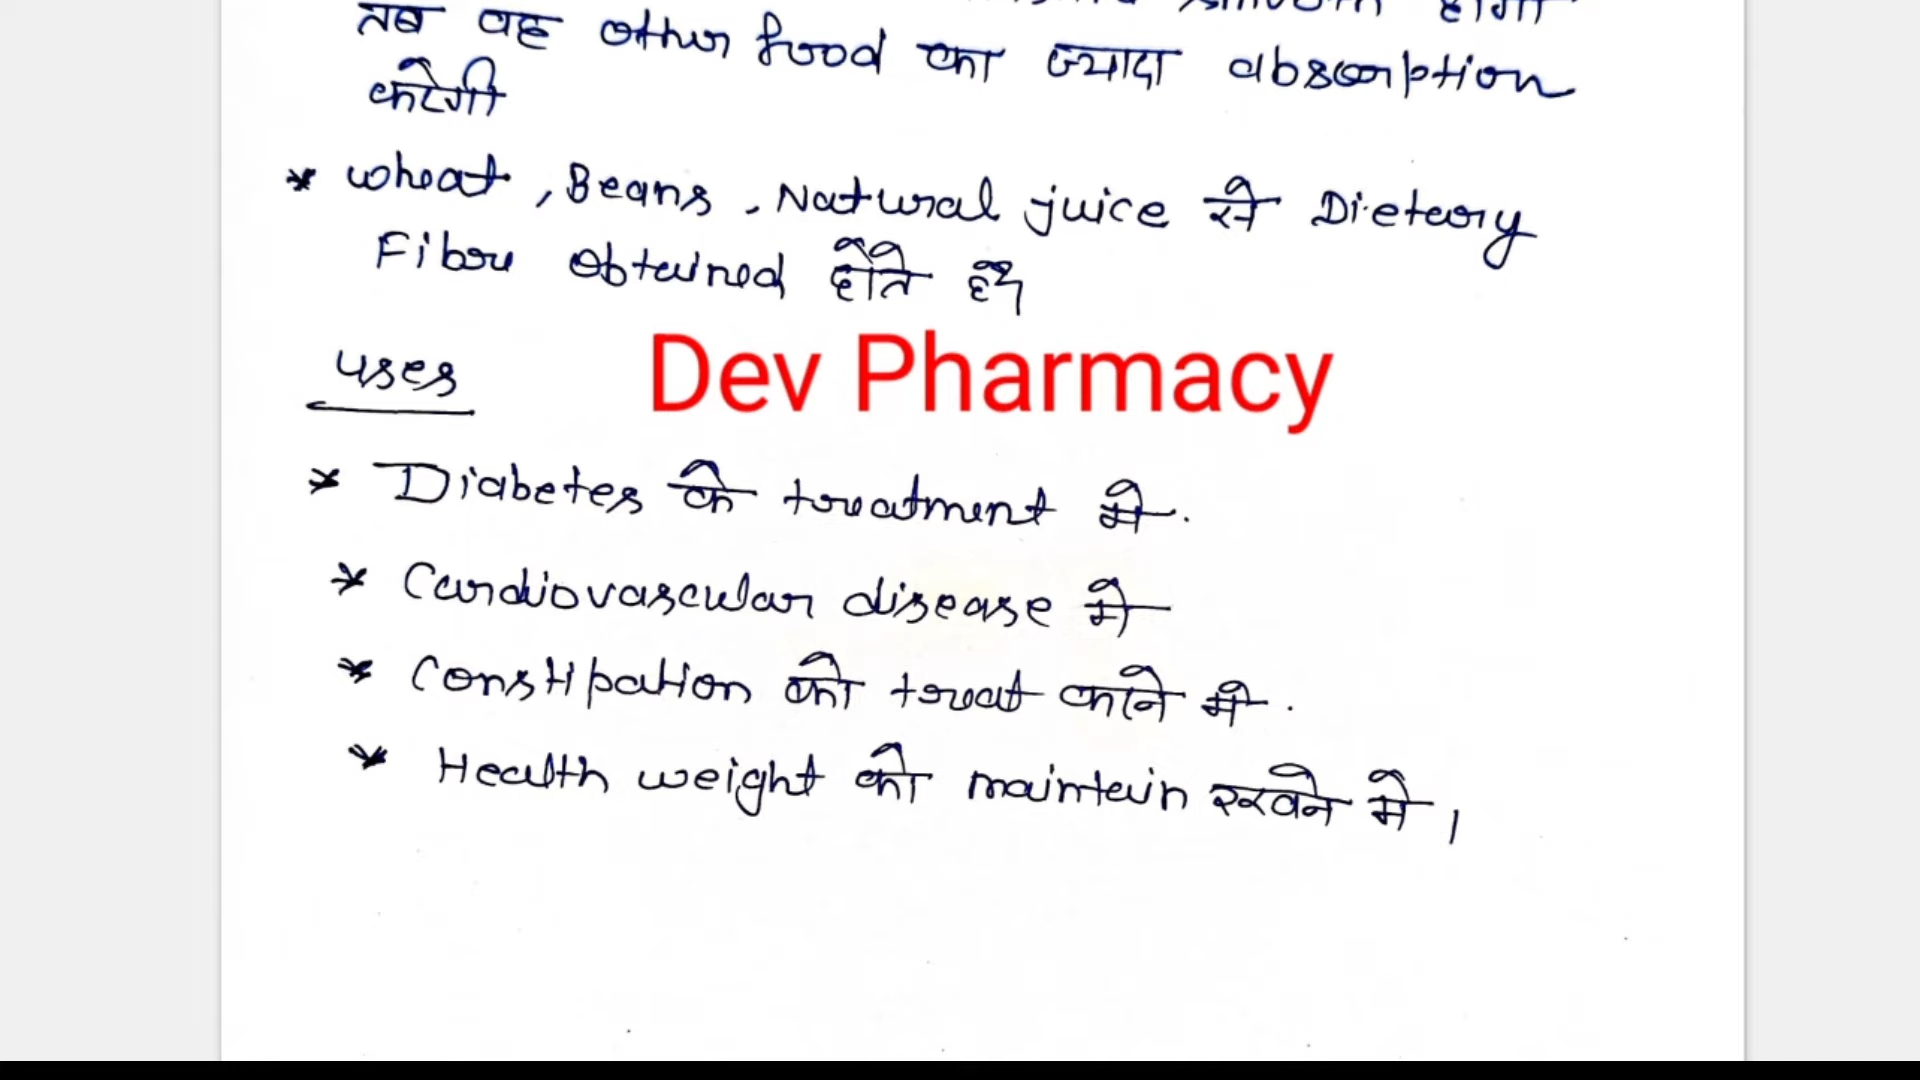 होगी
तब वह other food का ज्यादा absorption
करेगी
* wheat, Beans, Natural juice से Dietary
Fibre obtained होते है
uses
Dev Pharmacy
* Diabetes के treatment मे.
* Cardiovascular disease मे
* Constipation को treat करने मे.
* Health weight को maintain रखने मे।